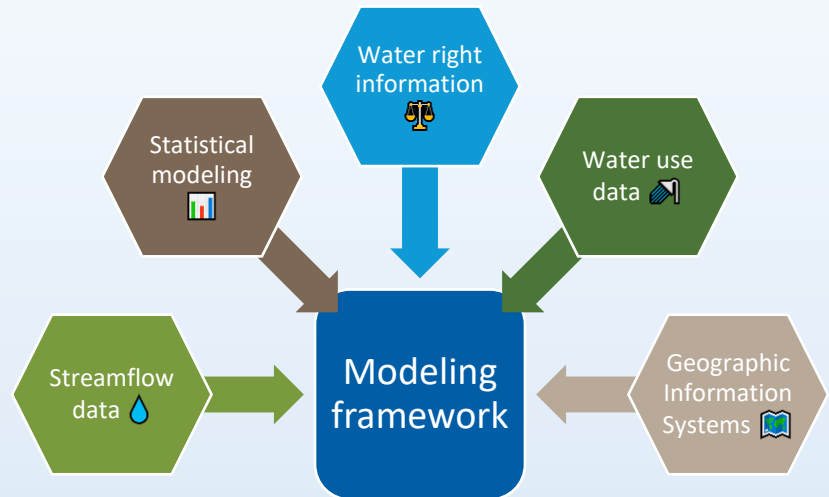 Water right
information
Statistical
modeling
Water use
data
Streamflow
data
Modeling
framework
Geographic
Information
Systems